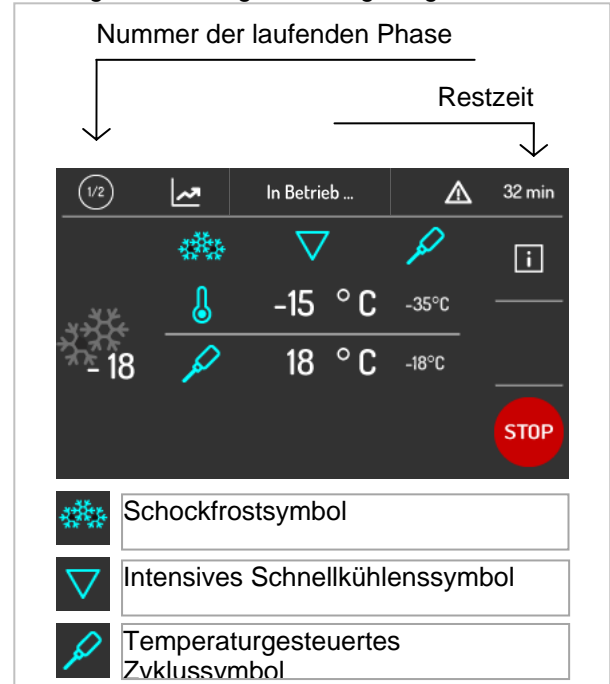 Nummer der laufenden Phase
Restzeit
1/2
In Betrieb ...
32 min
i
-15 °C -35°C
-18
18 °C -18°C
STOP
Schockfrostsymbol
Intensives Schnellkühlenssymbol
Temperaturgesteuertes
Zyklussymbol